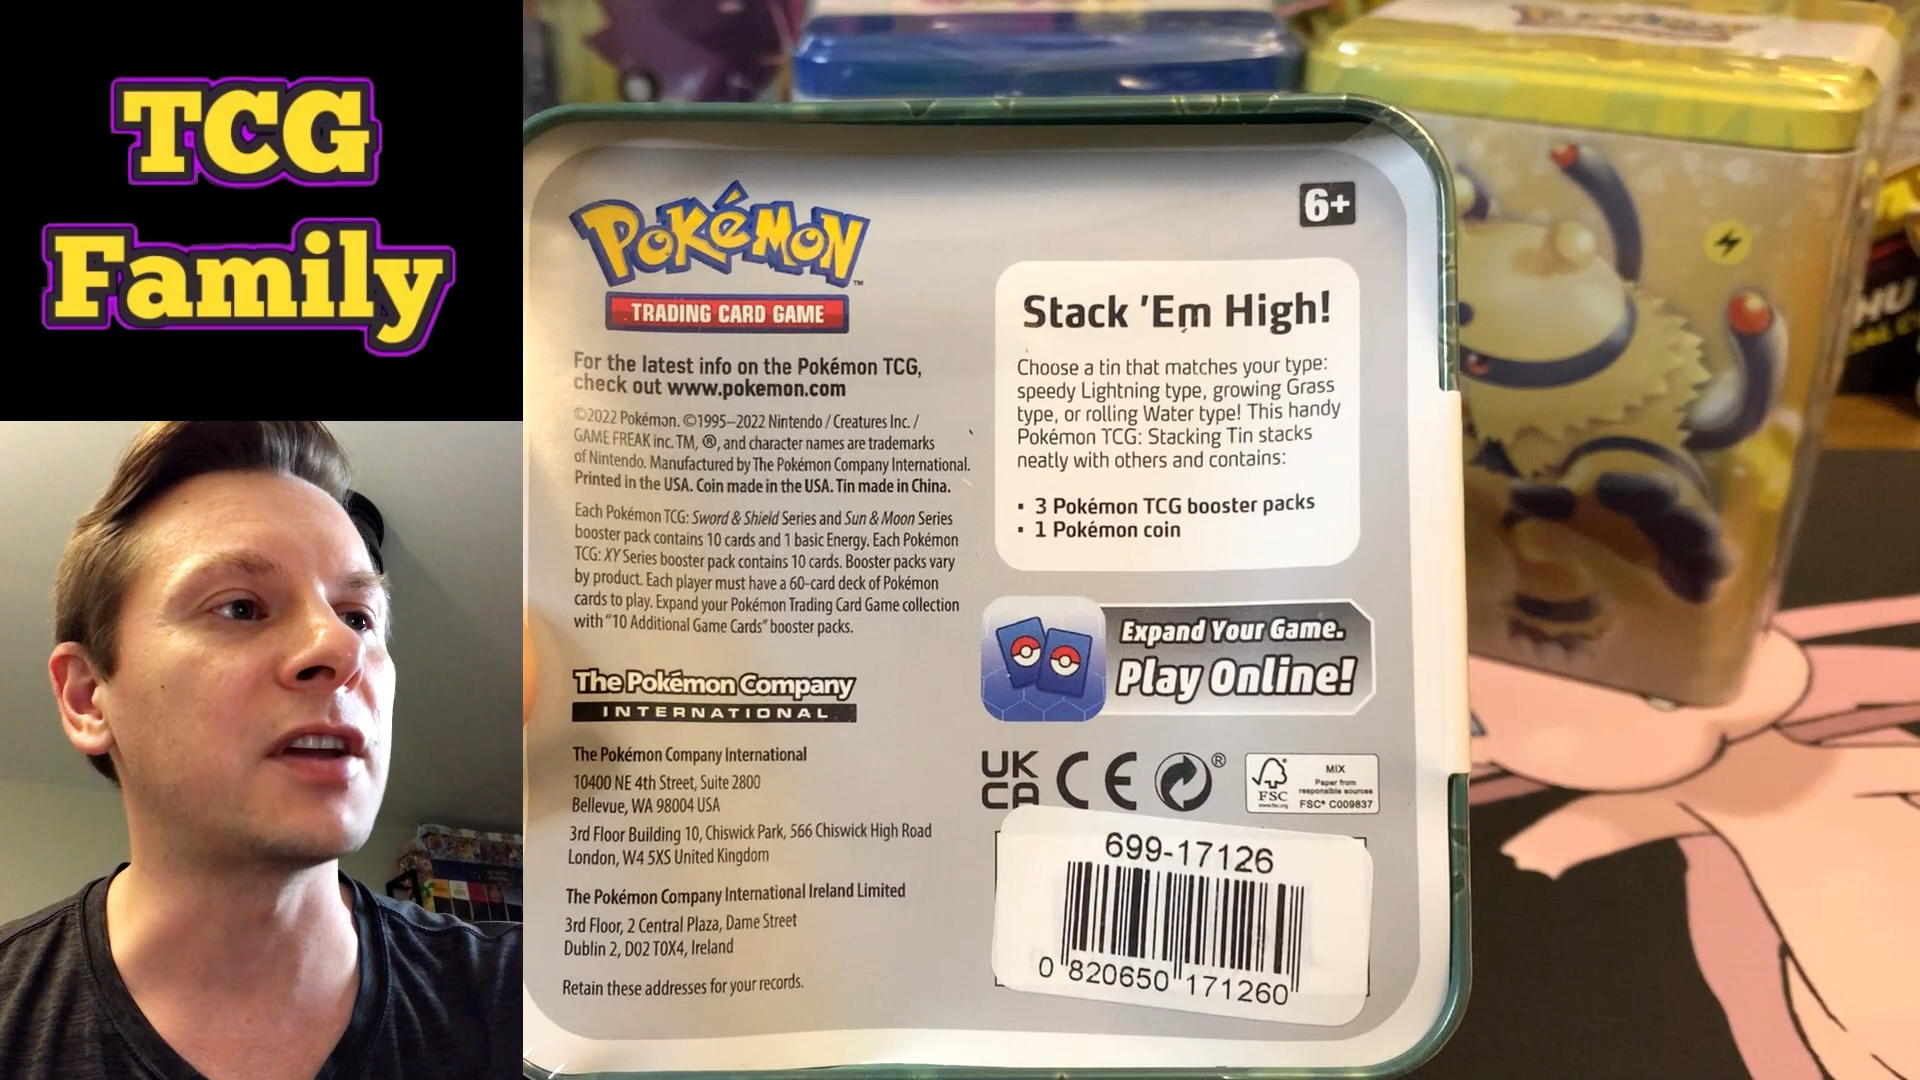 TCG
Family
POKéMON
TRADING CARD GAME
For the latest info on the Pokémon TCG,
check out www.pokemon.com
©2022 Pokémon. ©1995–2022 Nintendo / Creatures Inc. /
GAME FREAK inc. TM, ®, and character names are trademarks
of Nintendo. Manufactured by The Pokémon Company International.
Printed in the USA. Coin made in the USA. Tin made in China.
Each Pokémon TCG: Sword & Shield Series and Sun & Moon Series
booster pack contains 10 cards and 1 basic Energy. Each Pokémon
TCG: XY Series booster pack contains 10 cards. Booster packs vary
by product. Each player must have a 60-card deck of Pokémon
cards to play. Expand your Pokémon Trading Card Game collection
with "10 Additional Game Cards" booster packs.
The Pokémon Company
INTERNATIONAL
The Pokémon Company International
10400 NE 4th Street, Suite 2800
Bellevue, WA 98004 USA
3rd Floor Building 10, Chiswick Park, 566 Chiswick High Road
London, W4 5XS United Kingdom
The Pokémon Company International Ireland Limited
3rd Floor, 2 Central Plaza, Dame Street
Dublin 2, D02 T0X4, Ireland
Retain these addresses for your records.
6+
Stack 'Em High!
Choose a tin that matches your type:
speedy Lightning type, growing Grass
type, or rolling Water type! This handy
Pokémon TCG: Stacking Tin stacks
neatly with others and contains:
• 3 Pokémon TCG booster packs
• 1 Pokémon coin
Expand Your Game.
Play Online!
UK
CA
CE
®
FSC
www.fsc.org
MIX
Paper from
responsible sources
FSC® C009837
699-17126
0 820650 171260